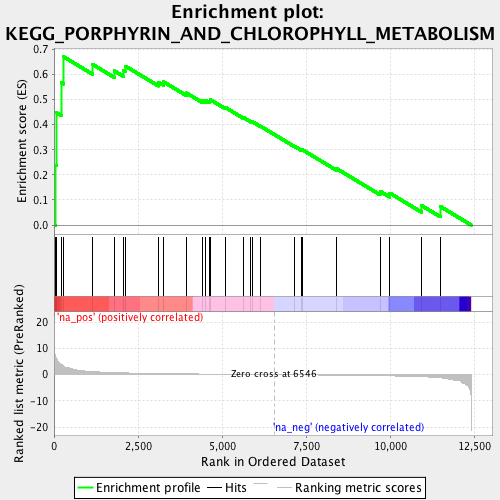 Enrichment plot:
KEGG_PORPHYRIN_AND_CHLOROPHYLL_METABOLISM
Enrichment score (ES)
0.7
0.6
0.5
0.4
0.3
0.2
0.1
0.0
'na_pos' (positively correlated)
Ranked list metric (PreRanked)
20
10
0
-10
-20
Zero cross at 6546
'na_neg' (negatively correlated)
0
2,500
5,000
7,500
10,000
12,500
Rank in Ordered Dataset
Enrichment profile
Hits
Ranking metric scores